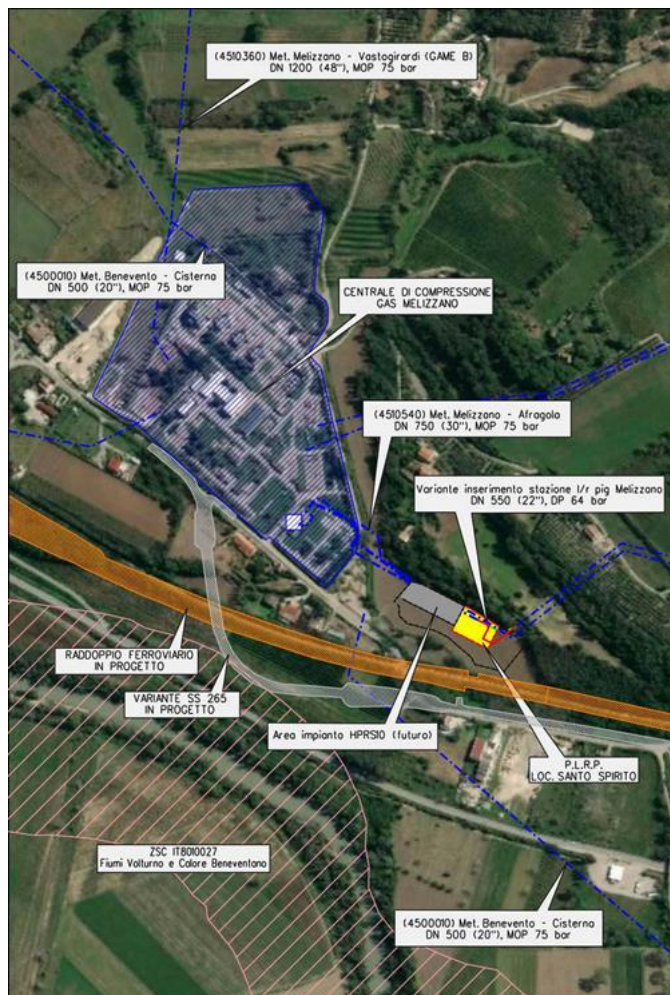 (4510360) Met. Melizzano - Vastogirardi (GAME B)
DN 1200 (48"), MOP 75 bar
(4500010) Met. Benevento - Cisterna
DN 500 (20"), MOP 75 bar
CENTRALE DI COMPRESSIONE
GAS MELIZZANO
(4510540) Met. Melizzano - Afragola
DN 750 (30"), MOP 75 bar
Variante inserimento stazione l/r pig Melizzano
DN 550 (22"), DP 64 bar
RADDOPPIO FERROVIARIO
IN PROGETTO
VARIANTE SS 265
IN PROGETTO
Area impianto HPRS10 (futuro)
P.L.R.P.
LOC. SANTO SPIRITO
ZSC IT8010027
Fiumi Volturno e Calore Beneventano
(4500010) Met. Benevento - Cisterna
DN 500 (20"), MOP 75 bar